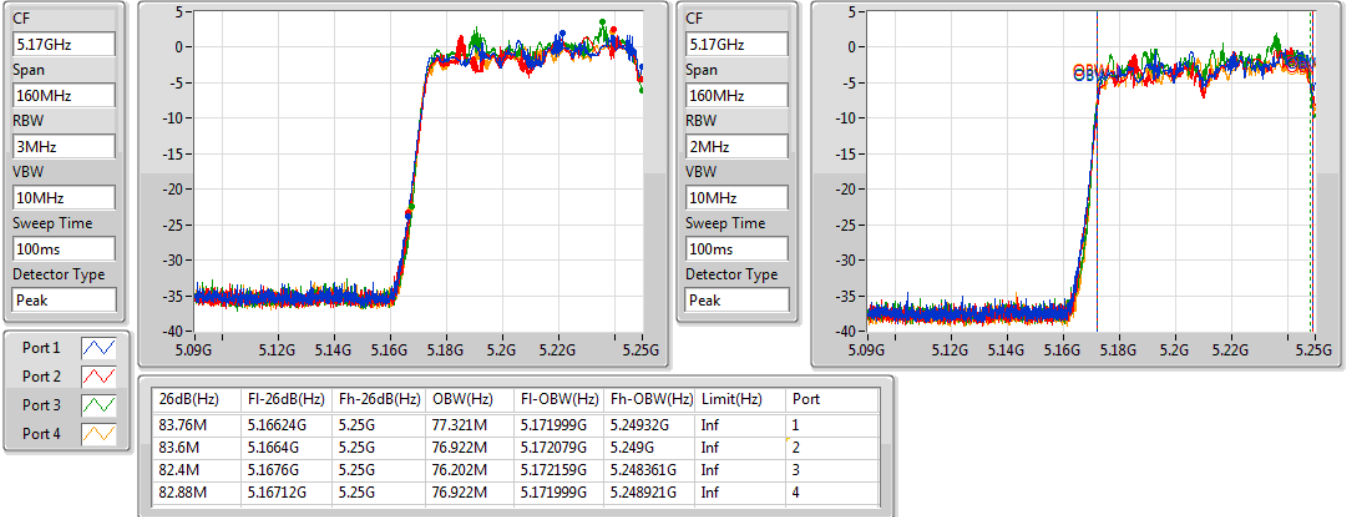 CF
5.17GHz
Span
160MHz
RBW
3MHz
VBW
10MHz
Sweep Time
100ms
Detector Type
Peak
5
0
-5
-10
-15
-20
-25
-30
-35
-40
5.09G 5.12G 5.14G 5.16G 5.18G 5.2G 5.22G 5.25G
CF
5.17GHz
Span
160MHz
RBW
2MHz
VBW
10MHz
Sweep Time
100ms
Detector Type
Peak
5
0
-5
-10
-15
-20
-25
-30
-35
-40
OBW
5.09G 5.12G 5.14G 5.16G 5.18G 5.2G 5.22G 5.25G
Port 1
Port 2
Port 3
Port 4
26dB(Hz) Fl-26dB(Hz) Fh-26dB(Hz) OBW(Hz) Fl-OBW(Hz) Fh-OBW(Hz) Limit(Hz) Port
83.76M 5.16624G 5.25G 77.321M 5.171999G 5.24932G Inf 1
83.6M 5.1664G 5.25G 76.922M 5.172079G 5.249G Inf 2
82.4M 5.1676G 5.25G 76.202M 5.172159G 5.248361G Inf 3
82.88M 5.16712G 5.25G 76.922M 5.171999G 5.248921G Inf 4